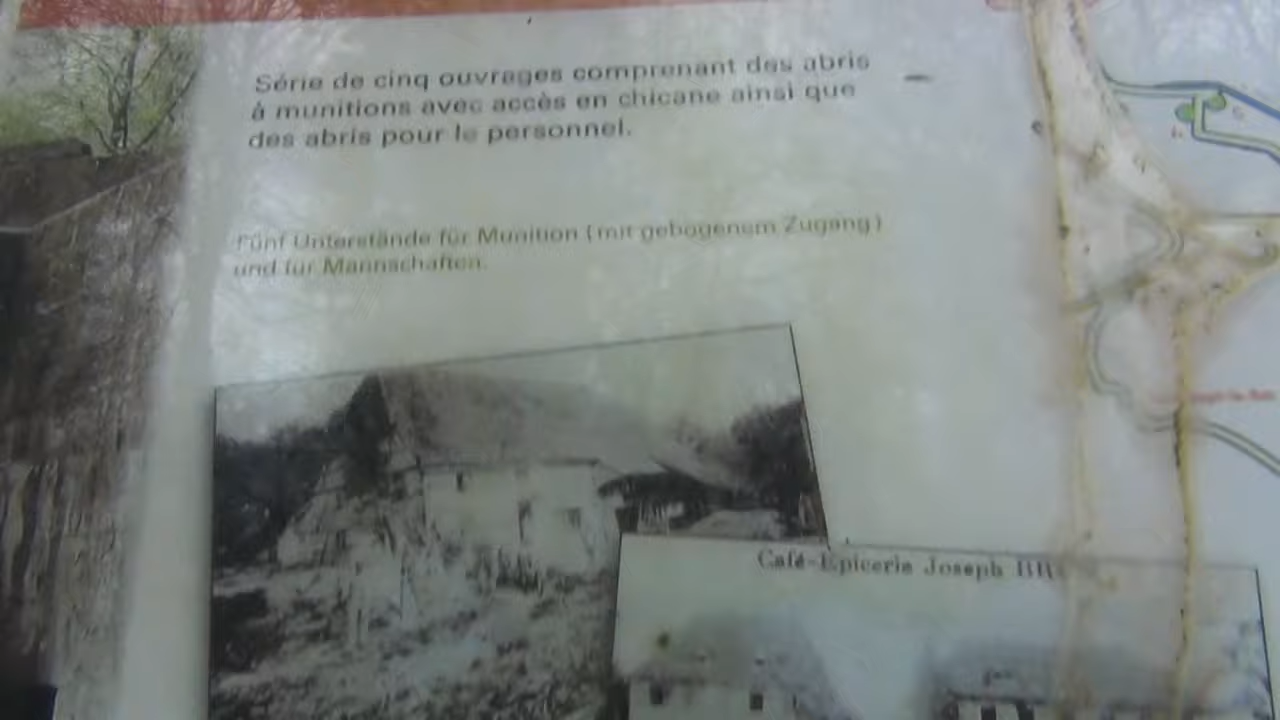 Série de cinq ouvrages comprenant des abris
à munitions avec accès en chicane ainsi que
des abris pour le personnel.
Fünf Unterstände für Munition (mit gebogenem Zugang)
und für Mannschaften.
Café-Epicerie Joseph